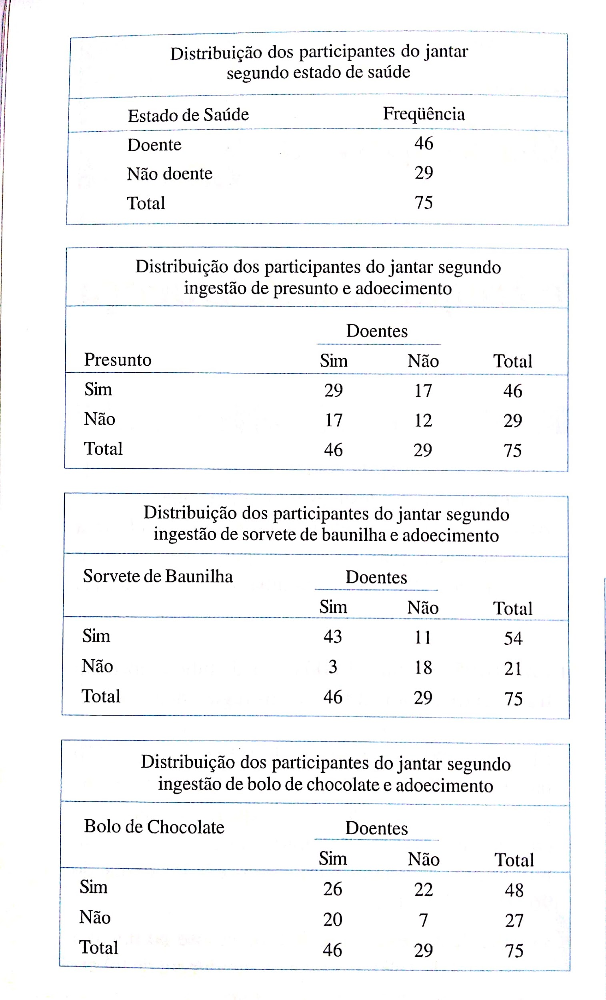 Distribuição dos participantes do jantar
segundo estado de saúde
Estado de Saúde Freqüência
Doente 46
Não doente 29
Total 75
Distribuição dos participantes do jantar segundo
ingestão de presunto e adoecimento
Doentes
Presunto Sim Não Total
Sim 29 17 46
Não 17 12 29
Total 46 29 75
Distribuição dos participantes do jantar segundo
ingestão de sorvete de baunilha e adoecimento
Sorvete de Baunilha Doentes
Sim Não Total
Sim 43 11 54
Não 3 18 21
Total 46 29 75
Distribuição dos participantes do jantar segundo
ingestão de bolo de chocolate e adoecimento
Bolo de Chocolate Doentes
Sim Não Total
Sim 26 22 48
Não 20 7 27
Total 46 29 75